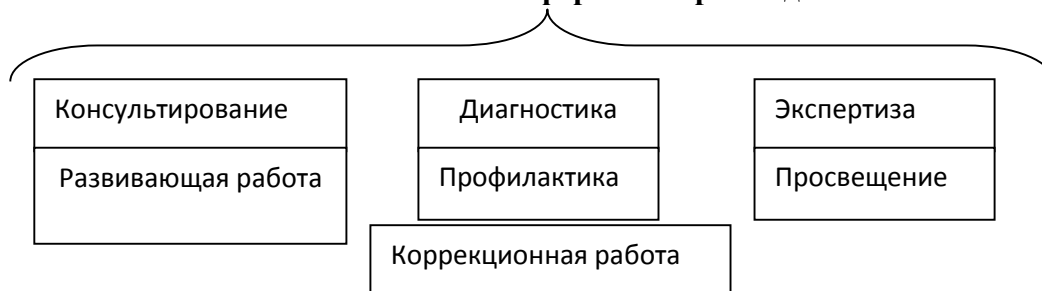 Консультирование
Диагностика
Экспертиза
Развивающая работа
Профилактика
Просвещение
Коррекционная работа